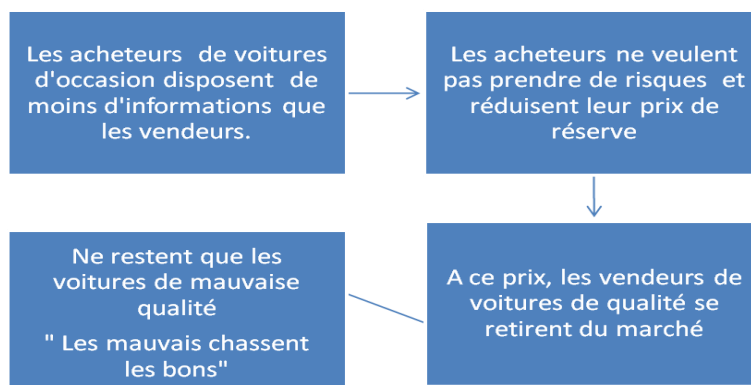 Les acheteurs de voitures
d'occasion disposent de
moins d'informations que
les vendeurs.
Les acheteurs ne veulent
pas prendre de risques et
réduisent leur prix de
réserve
A ce prix, les vendeurs de
voitures de qualité se
retirent du marché
Ne restent que les
voitures de mauvaise
qualité
" Les mauvais chassent
les bons"